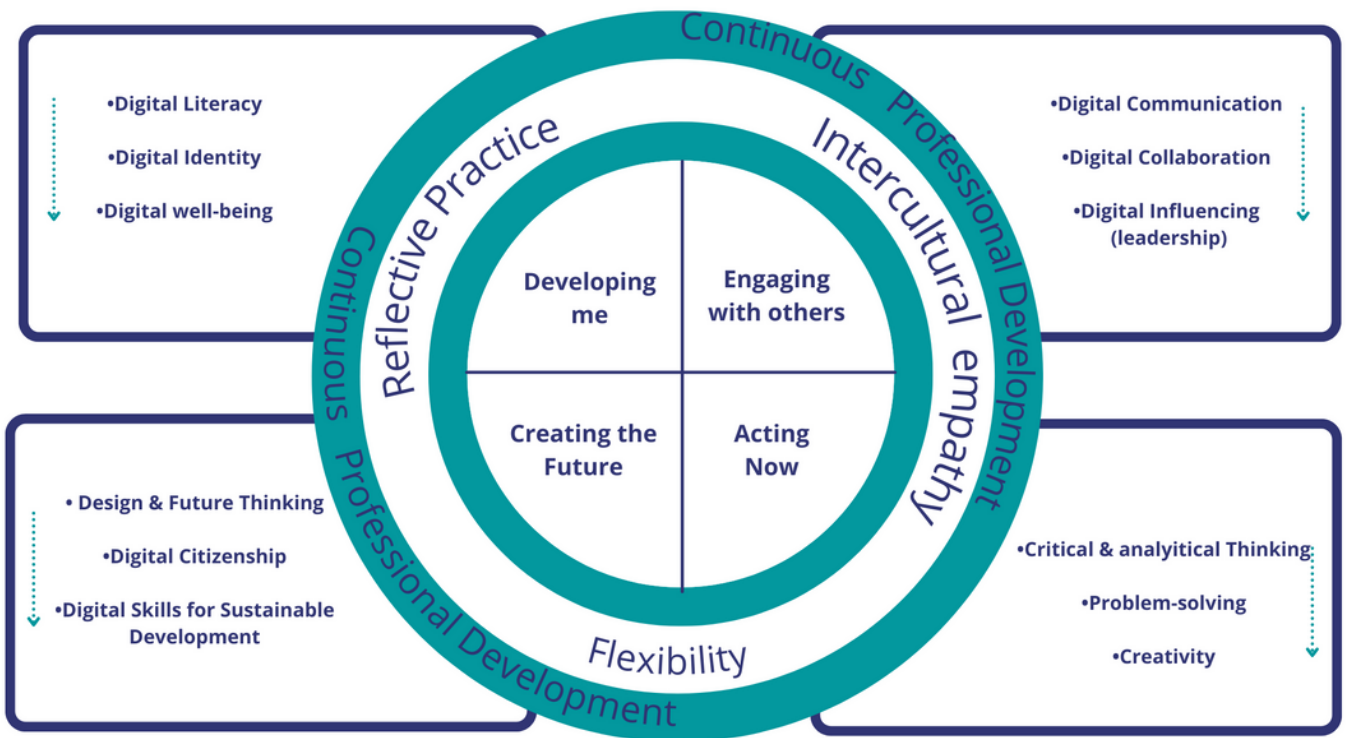 Continuous Professional Development
•Digital Literacy
•Digital Identity
•Digital well-being
•Digital Communication
•Digital Collaboration
•Digital Influencing
(leadership)
Reflective Practice
Intercultural empathy
Continuous Professional Development
Developing
me
Engaging
with others
Creating the
Future
Acting
Now
• Design & Future Thinking
•Digital Citizenship
•Digital Skills for Sustainable
Development
•Critical & analyitical Thinking
•Problem-solving
•Creativity
Flexibility